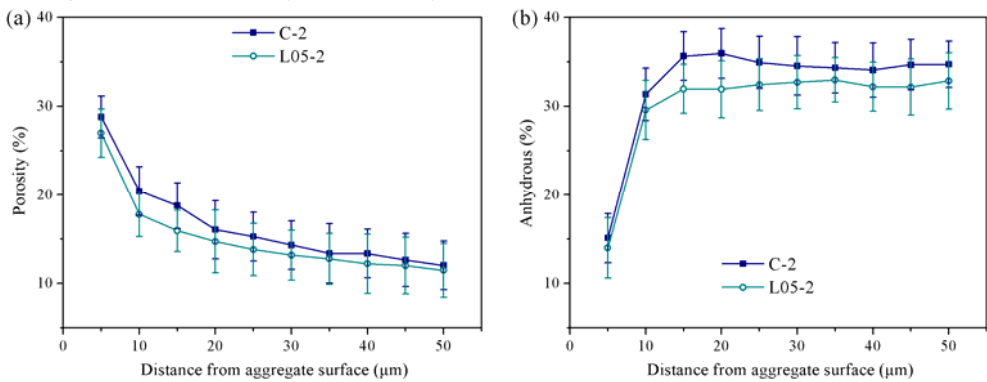 (a)
40
30
20
10
Porosity (%)
C-2
L05-2
0 10 20 30 40 50
Distance from aggregate surface (μm)
(b)
40
30
20
10
Anhydrous (%)
C-2
L05-2
0 10 20 30 40 50
Distance from aggregate surface (μm)